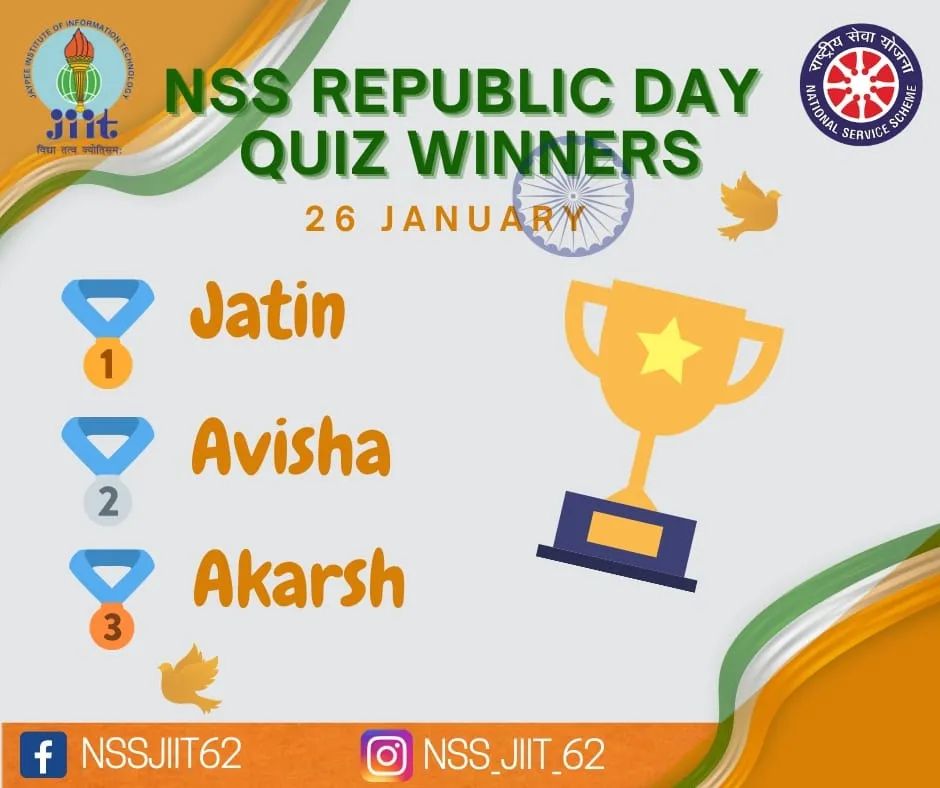 JAYPEE INSTITUTE OF INFORMATION TECHNOLOGY
jiit
विद्या तत्व ज्योतिसमः
राष्ट्रीय सेवा योजना
NATIONAL SERVICE SCHEME
NSS REPUBLIC DAY
QUIZ WINNERS
26 JANUARY
1 Jatin
2 Avisha
3 Akarsh
NSSJIIT62
NSS_JIIT_62